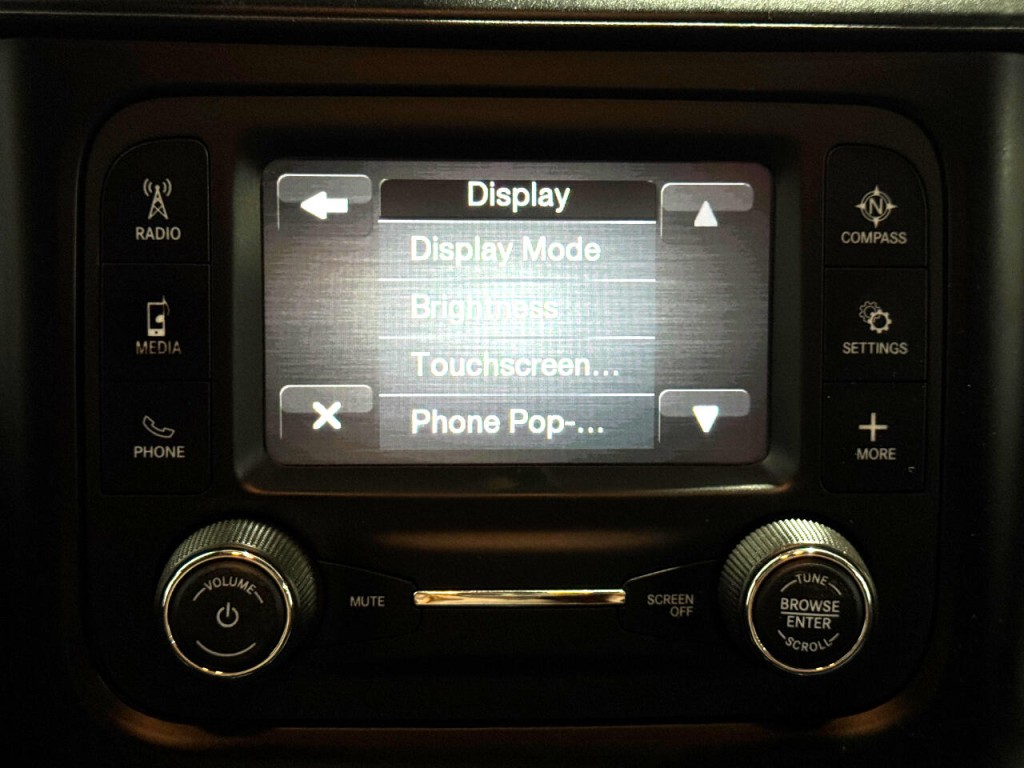 Display
Display Mode
Brightness
Touchscreen...
Phone Pop-...
RADIO
MEDIA
PHONE
N
COMPASS
SETTINGS
MORE
VOLUME
MUTE
SCREEN
OFF
TUNE
BROWSE
ENTER
SCROLL